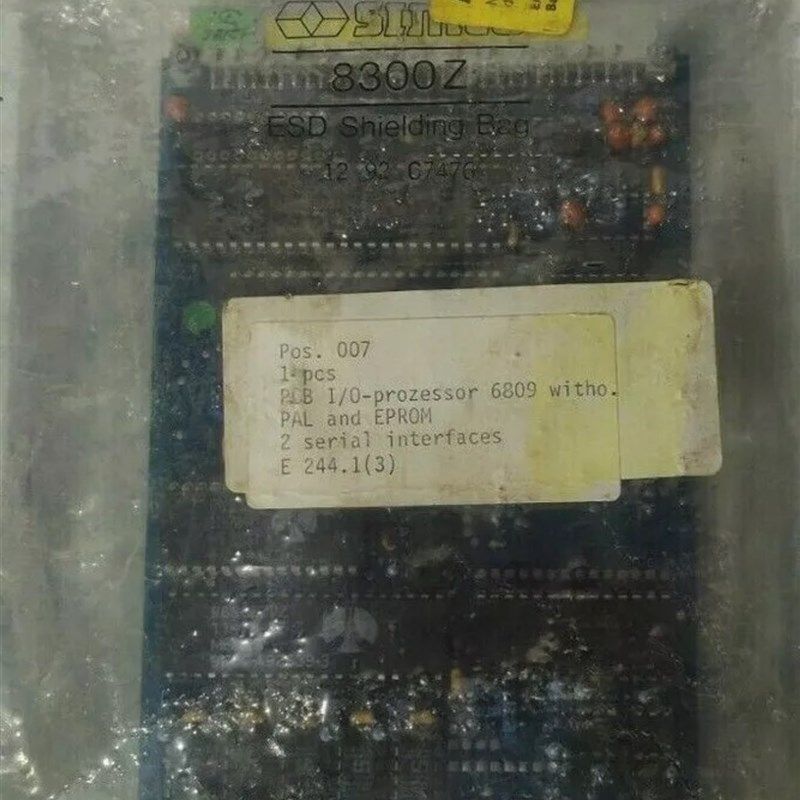 8300Z
ESD Shielding Bag
12 92 C7470
Pos. 007
1 pcs
PCB I/O-prozessor 6809 witho.
PAL and EPROM
2 serial interfaces
E 244.1(3)